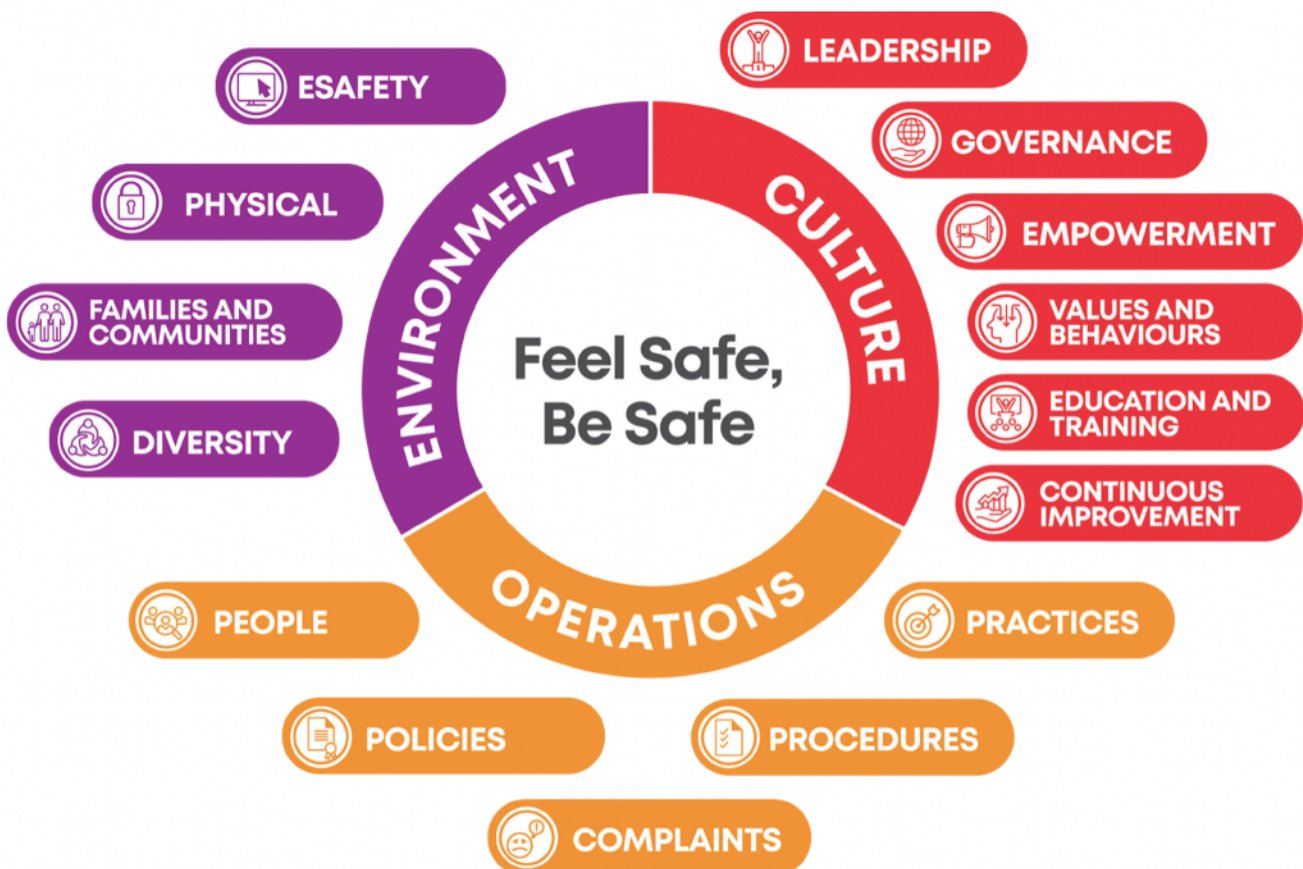 ESAFETY
PHYSICAL
FAMILIES AND
COMMUNITIES
DIVERSITY
ENVIRONMENT
Feel Safe,
Be Safe
CULTURE
LEADERSHIP
GOVERNANCE
EMPOWERMENT
VALUES AND
BEHAVIOURS
EDUCATION AND
TRAINING
CONTINUOUS
IMPROVEMENT
OPERATIONS
PEOPLE
PRACTICES
POLICIES
PROCEDURES
COMPLAINTS